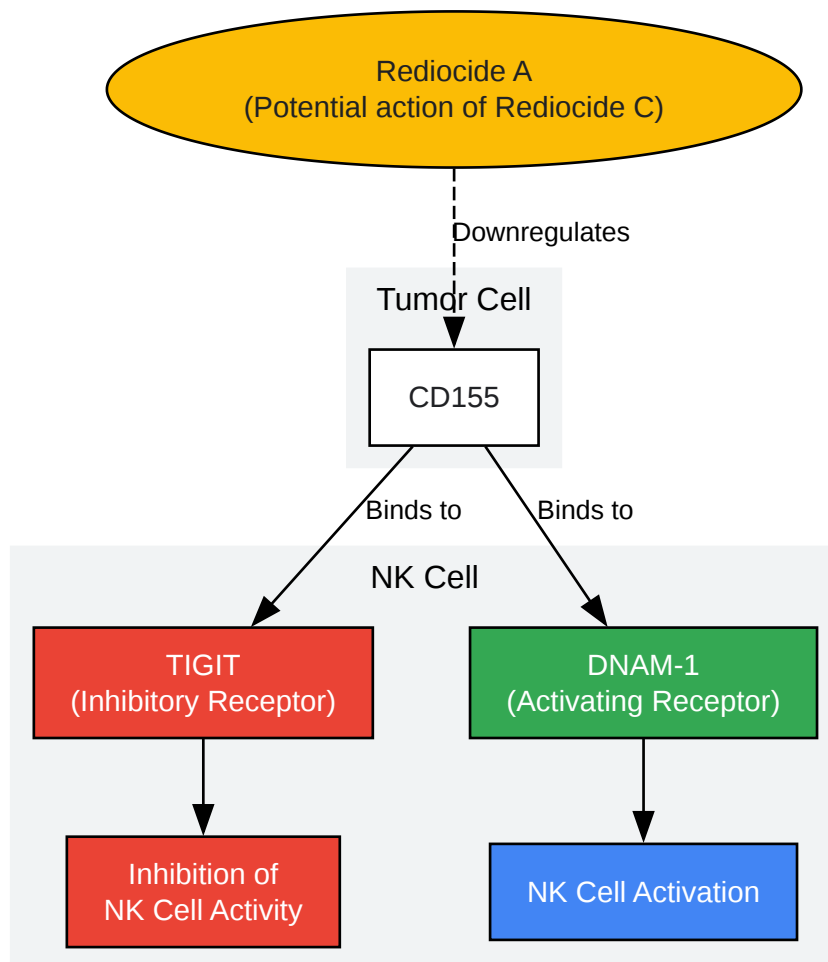 Rediocide A
(Potential action of Rediocide C)
Downregulates
Tumor Cell
CD155
Binds to
Binds to
NK Cell
TIGIT
(Inhibitory Receptor)
DNAM-1
(Activating Receptor)
Inhibition of
NK Cell Activity
NK Cell Activation